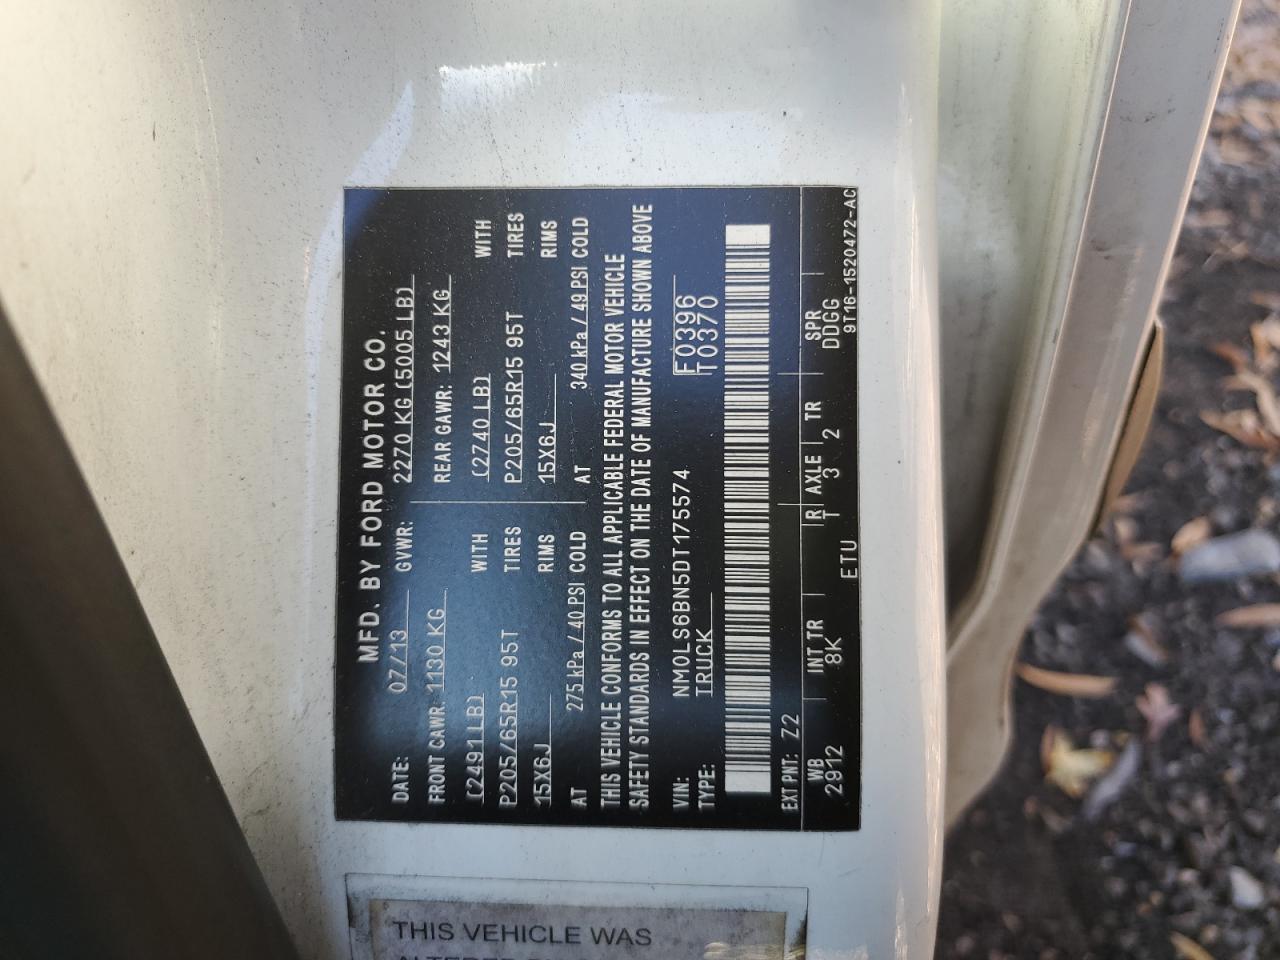 MFD. BY FORD MOTOR CO.
DATE: 07/13 GVWR: 2270 KG (5005 LB)
FRONT GAWR: 1130 KG REAR GAWR: 1243 KG
(2491 LB) WITH (2740 LB) WITH
P205/65R15 95T TIRES P205/65R15 95T TIRES
15X6J RIMS 15X6J RIMS
AT 275 kPa / 40 PSI COLD AT 340 kPa / 49 PSI COLD
THIS VEHICLE CONFORMS TO ALL APPLICABLE FEDERAL MOTOR VEHICLE
SAFETY STANDARDS IN EFFECT ON THE DATE OF MANUFACTURE SHOWN ABOVE
VIN: NM0LS6BN5DT175574 F0396
TYPE: TRUCK T0370
EXT PNT: Z2
WB INT TR R AXLE TR SPR
2912 8K T 3 2 DDGG
ETU 9T16-1520472-AC
THIS VEHICLE WAS